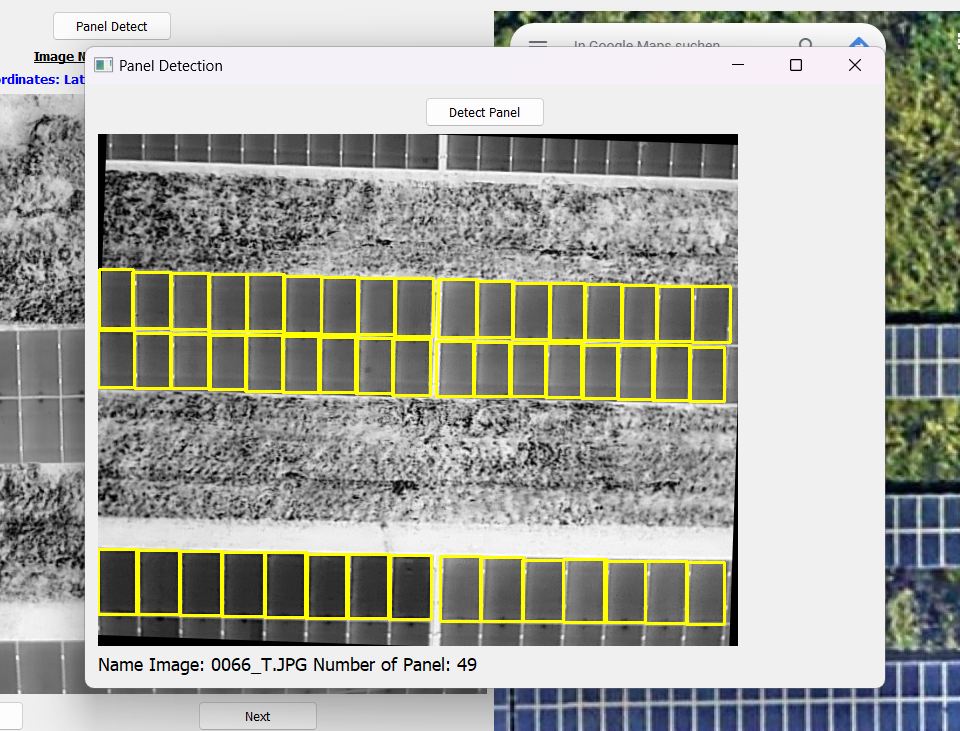 Panel Detect
Image N
In Google Maps suchen
Panel Detection
rdinates: Lat
Detect Panel
Name Image: 0066_T.JPG Number of Panel: 49
Next